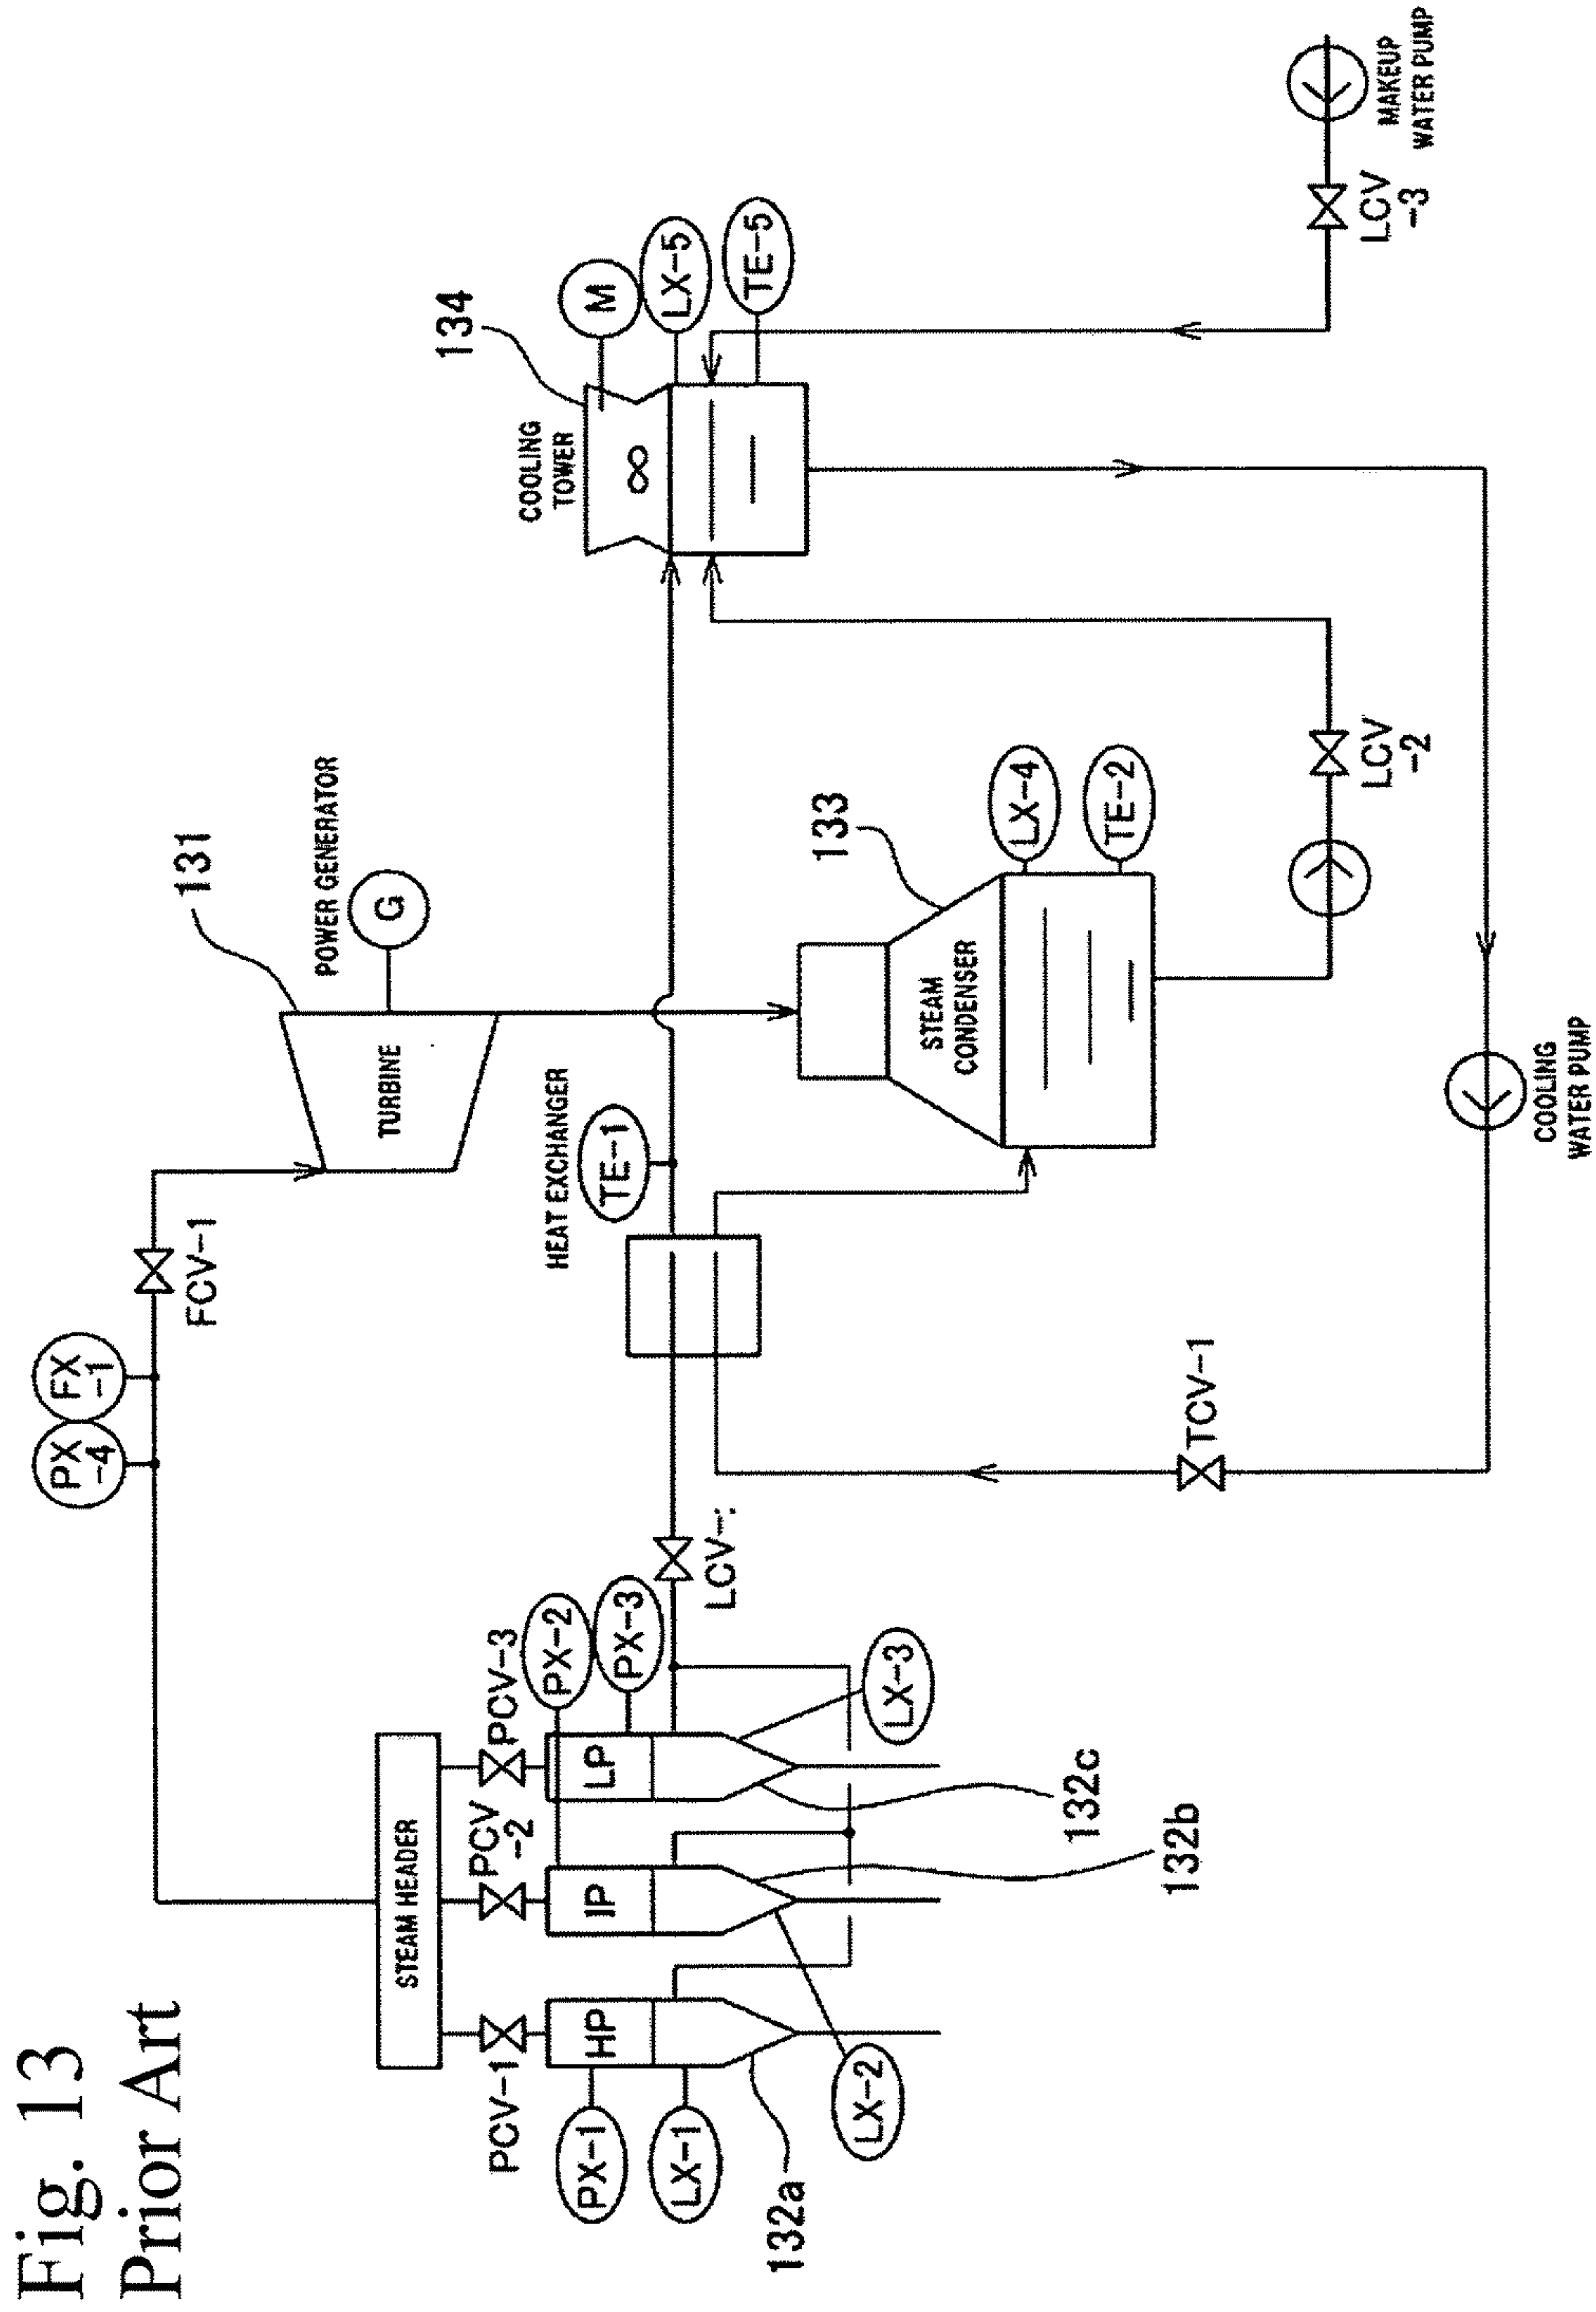 Fig. 13
Prior Art
STEAM HEADER
PCV-1
PCV
-2
PCV-3
PX-1
LX-1
HP
IP
LP
PX-2
PX-3
LX-2
LX-3
132a
132b
132c
LCV-
PX
-4
FX
-1
FCV-1
131
TURBINE
POWER GENERATOR
G
HEAT EXCHANGER
TE-1
TCV-1
133
STEAM
CONDENSER
LX-4
TE-2
LCV
-2
COOLING
WATER PUMP
134
COOLING
TOWER
M
LX-5
TE-5
LCV
-3
MAKEUP
WATER PUMP